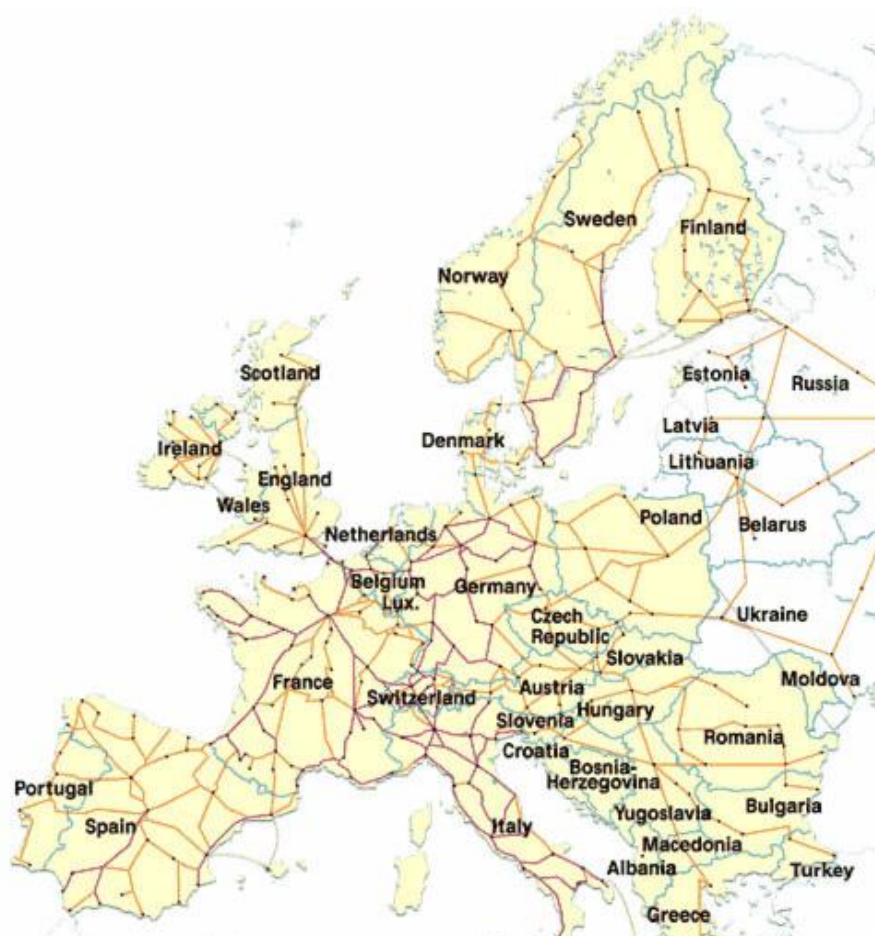 Sweden
Finland
Norway
Scotland
Estonia
Russia
Ireland
Denmark
Latvia
England
Lithuania
Wales
Netherlands
Poland
Belarus
Belgium
Lux.
Germany
Czech
Republic
Ukraine
Slovakia
France
Switzerland
Austria
Moldova
Slovenia
Hungary
Croatia
Romania
Bosnia-
Herzegovina
Portugal
Spain
Italy
Yugoslavia
Bulgaria
Macedonia
Albania
Turkey
Greece